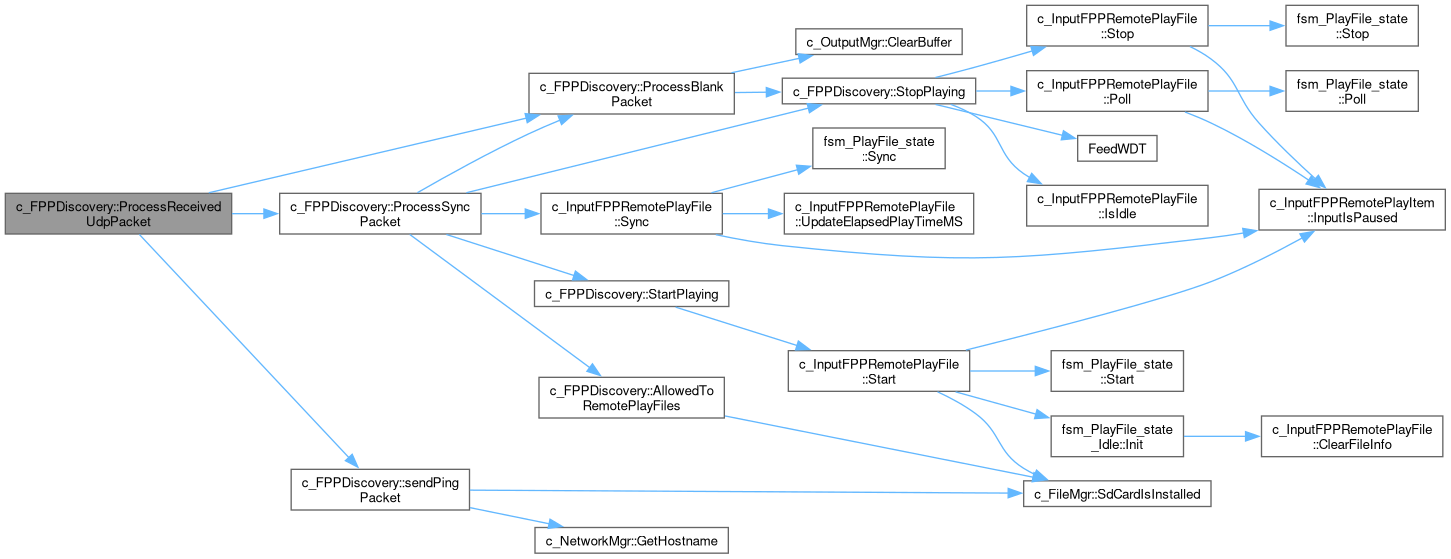 c_FPPDiscovery::ProcessReceived
UdpPacket
c_FPPDiscovery::ProcessBlank
Packet
c_OutputMgr::ClearBuffer
c_FPPDiscovery::StopPlaying
c_InputFPPRemotePlayFile
::Stop
fsm_PlayFile_state
::Stop
c_InputFPPRemotePlayFile
::Poll
fsm_PlayFile_state
::Poll
FeedWDT
c_InputFPPRemotePlayFile
::IsIdle
c_InputFPPRemotePlayItem
::InputIsPaused
c_FPPDiscovery::ProcessSync
Packet
c_InputFPPRemotePlayFile
::Sync
fsm_PlayFile_state
::Sync
c_InputFPPRemotePlayFile
::UpdateElapsedPlayTimeMS
c_FPPDiscovery::StartPlaying
c_InputFPPRemotePlayFile
::Start
fsm_PlayFile_state
::Start
fsm_PlayFile_state
_Idle::Init
c_InputFPPRemotePlayFile
::ClearFileInfo
c_FPPDiscovery::AllowedTo
RemotePlayFiles
c_FileMgr::SdCardIsInstalled
c_FPPDiscovery::sendPing
Packet
c_NetworkMgr::GetHostname